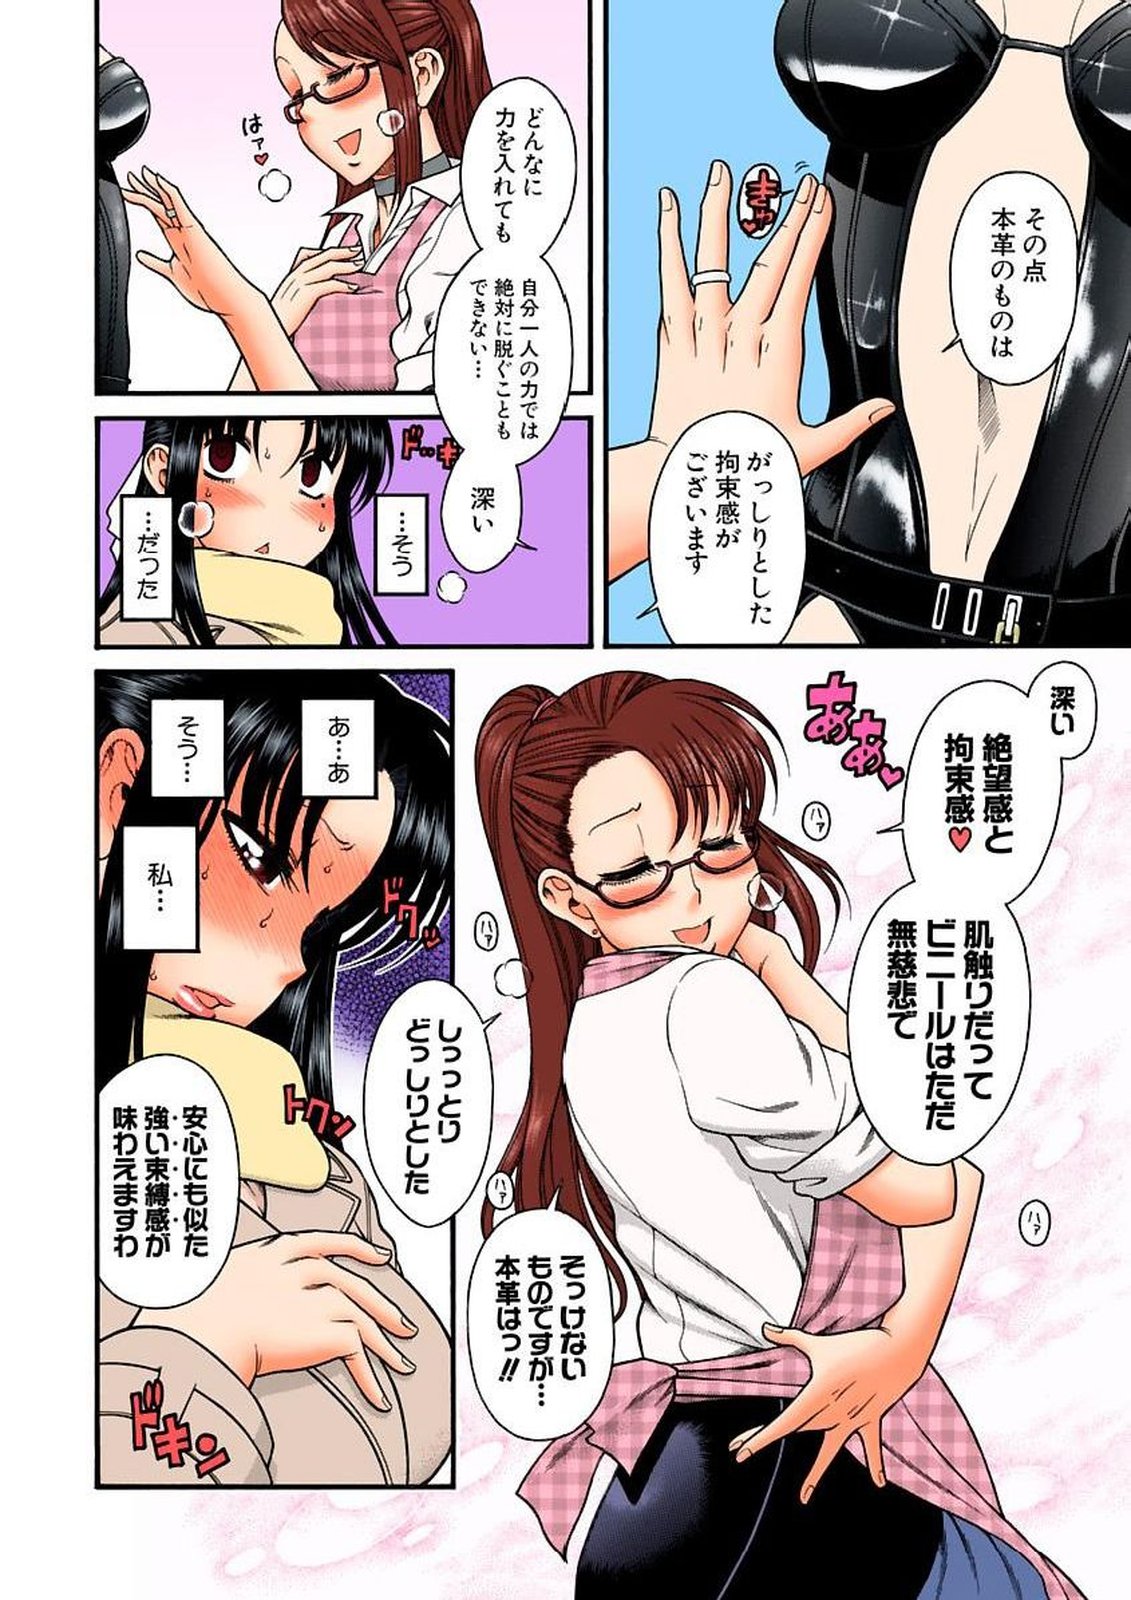 その点
本革のものは
きゅ♥
がっしりとした
拘束感が
ございます
どんなに
力を入れても
自分一人の力では
絶対に脱ぐことも
できない…
深い
はァ♥
ドッキ
…そう
…だった
深い
絶望感と
拘束感♥
肌触りだって
ビニールはただ
無慈悲で
ああ♥
ハァ
ハァ
ハァ
ハァ
ハァ
そっけない
ものですが…
本革はっ!!
あ…あ
そう…
私…
ドクッ
しっっとり
どっしりとした
トクン
安心にも似た
強い束縛感が
味わえますわ
ドキン